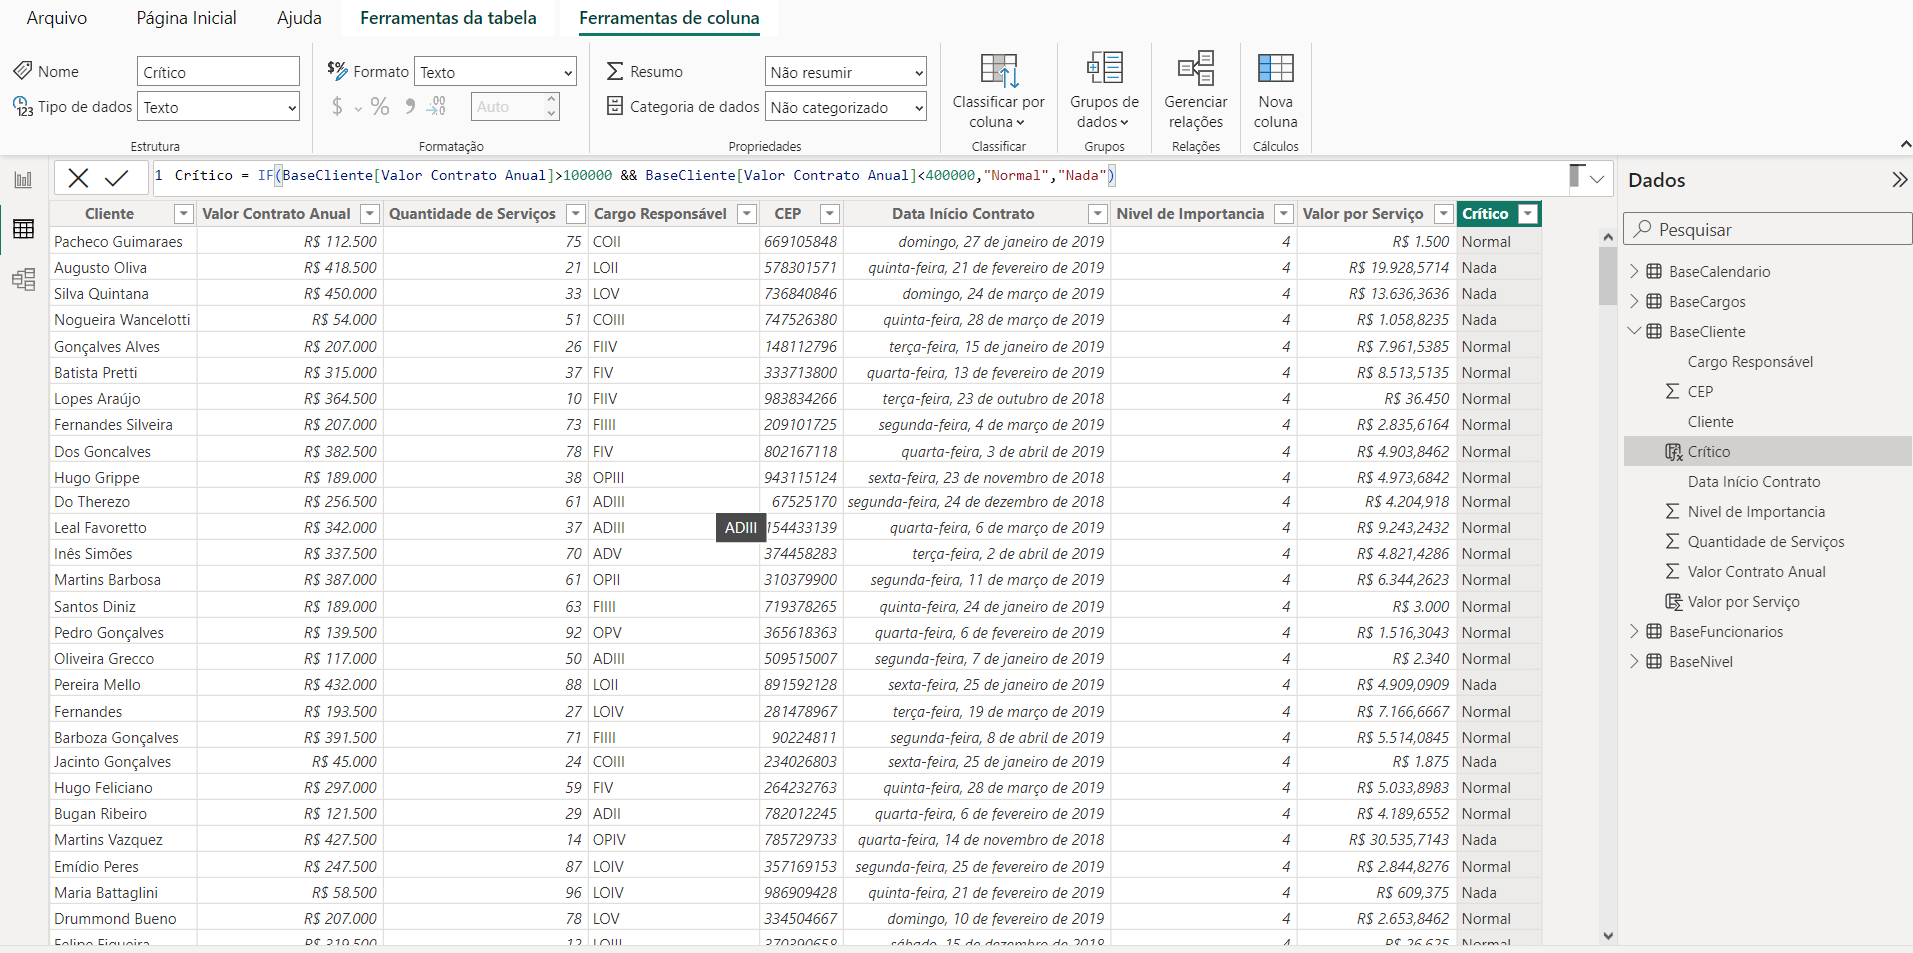 Arquivo Página Inicial Ajuda Ferramentas da tabela Ferramentas de coluna
Nome Crítico
Tipo de dados Texto
Estrutura
Formato Texto
$ % 9 .00 Auto
Formatação
Resumo Não resumir
Categoria de dados Não categorizado
Propriedades
Classificar por coluna
Classificar
Grupos de dados
Grupos
Gerenciar relações
Relações
Nova coluna
Cálculos
1 Crítico = IF(BaseCliente[Valor Contrato Anual]>100000 && BaseCliente[Valor Contrato Anual]<400000,"Normal","Nada")
Cliente Valor Contrato Anual Quantidade de Serviços Cargo Responsável CEP Data Início Contrato Nivel de Importancia Valor por Serviço Crítico
Pacheco Guimaraes R$ 112.500 75 COII 669105848 domingo, 27 de janeiro de 2019 4 R$ 1.500 Normal
Augusto Oliva R$ 418.500 21 LOII 578301571 quinta-feira, 21 de fevereiro de 2019 4 R$ 19.928,5714 Nada
Silva Quintana R$ 450.000 33 LOV 736840846 domingo, 24 de março de 2019 4 R$ 13.636,3636 Nada
Nogueira Wancelotti R$ 54.000 51 COIII 747526380 quinta-feira, 28 de março de 2019 4 R$ 1.058,8235 Nada
Gonçalves Alves R$ 207.000 26 FIIV 148112796 terça-feira, 15 de janeiro de 2019 4 R$ 7.961,5385 Normal
Batista Pretti R$ 315.000 37 FIV 333713800 quarta-feira, 13 de fevereiro de 2019 4 R$ 8.513,5135 Normal
Lopes Araújo R$ 364.500 10 FIIV 983834266 terça-feira, 23 de outubro de 2018 4 R$ 36.450 Normal
Fernandes Silveira R$ 207.000 73 FIIII 209101725 segunda-feira, 4 de março de 2019 4 R$ 2.835,6164 Normal
Dos Goncalves R$ 382.500 78 FIV 802167118 quarta-feira, 3 de abril de 2019 4 R$ 4.903,8462 Normal
Hugo Grippe R$ 189.000 38 OPIII 943115124 sexta-feira, 23 de novembro de 2018 4 R$ 4.973,6842 Normal
Do Therezo R$ 256.500 61 ADIII 67525170 segunda-feira, 24 de dezembro de 2018 4 R$ 4.204,918 Normal
Leal Favoretto R$ 342.000 37 ADIII ADIII 154433139 quarta-feira, 6 de março de 2019 4 R$ 9.243,2432 Normal
Inês Simões R$ 337.500 70 ADV 374458283 terça-feira, 2 de abril de 2019 4 R$ 4.821,4286 Normal
Martins Barbosa R$ 387.000 61 OPII 310379900 segunda-feira, 11 de março de 2019 4 R$ 6.344,2623 Normal
Santos Diniz R$ 189.000 63 FIIII 719378265 quinta-feira, 24 de janeiro de 2019 4 R$ 3.000 Normal
Pedro Gonçalves R$ 139.500 92 OPV 365618363 quarta-feira, 6 de fevereiro de 2019 4 R$ 1.516,3043 Normal
Oliveira Grecco R$ 117.000 50 ADIII 509515007 segunda-feira, 7 de janeiro de 2019 4 R$ 2.340 Normal
Pereira Mello R$ 432.000 88 LOII 891592128 sexta-feira, 25 de janeiro de 2019 4 R$ 4.909,0909 Nada
Fernandes R$ 193.500 27 LOIV 281478967 terça-feira, 19 de março de 2019 4 R$ 7.166,6667 Normal
Barboza Gonçalves R$ 391.500 71 FIIII 90224811 segunda-feira, 8 de abril de 2019 4 R$ 5.514,0845 Normal
Jacinto Gonçalves R$ 45.000 24 COIII 234026803 sexta-feira, 25 de janeiro de 2019 4 R$ 1.875 Nada
Hugo Feliciano R$ 297.000 59 FIV 264232763 quinta-feira, 28 de março de 2019 4 R$ 5.033,8983 Normal
Bugan Ribeiro R$ 121.500 29 ADII 782012245 quarta-feira, 6 de fevereiro de 2019 4 R$ 4.189,6552 Normal
Martins Vazquez R$ 427.500 14 OPIV 785729733 quarta-feira, 14 de novembro de 2018 4 R$ 30.535,7143 Nada
Emídio Peres R$ 247.500 87 LOIV 357169153 segunda-feira, 25 de fevereiro de 2019 4 R$ 2.844,8276 Normal
Maria Battaglini R$ 58.500 96 LOIV 986909428 quinta-feira, 21 de fevereiro de 2019 4 R$ 609,375 Nada
Drummond Bueno R$ 207.000 78 LOV 334504667 domingo, 10 de fevereiro de 2019 4 R$ 2.653,8462 Normal
Felipe Figueira R$ 319.500 12 LOIII 370390658 sábado, 15 de dezembro de 2018 4 R$ 26.625 Normal
Dados
Pesquisar
BaseCalendario
BaseCargos
BaseCliente
Cargo Responsável
CEP
Cliente
Crítico
Data Início Contrato
Nivel de Importancia
Quantidade de Serviços
Valor Contrato Anual
Valor por Serviço
BaseFuncionarios
BaseNivel